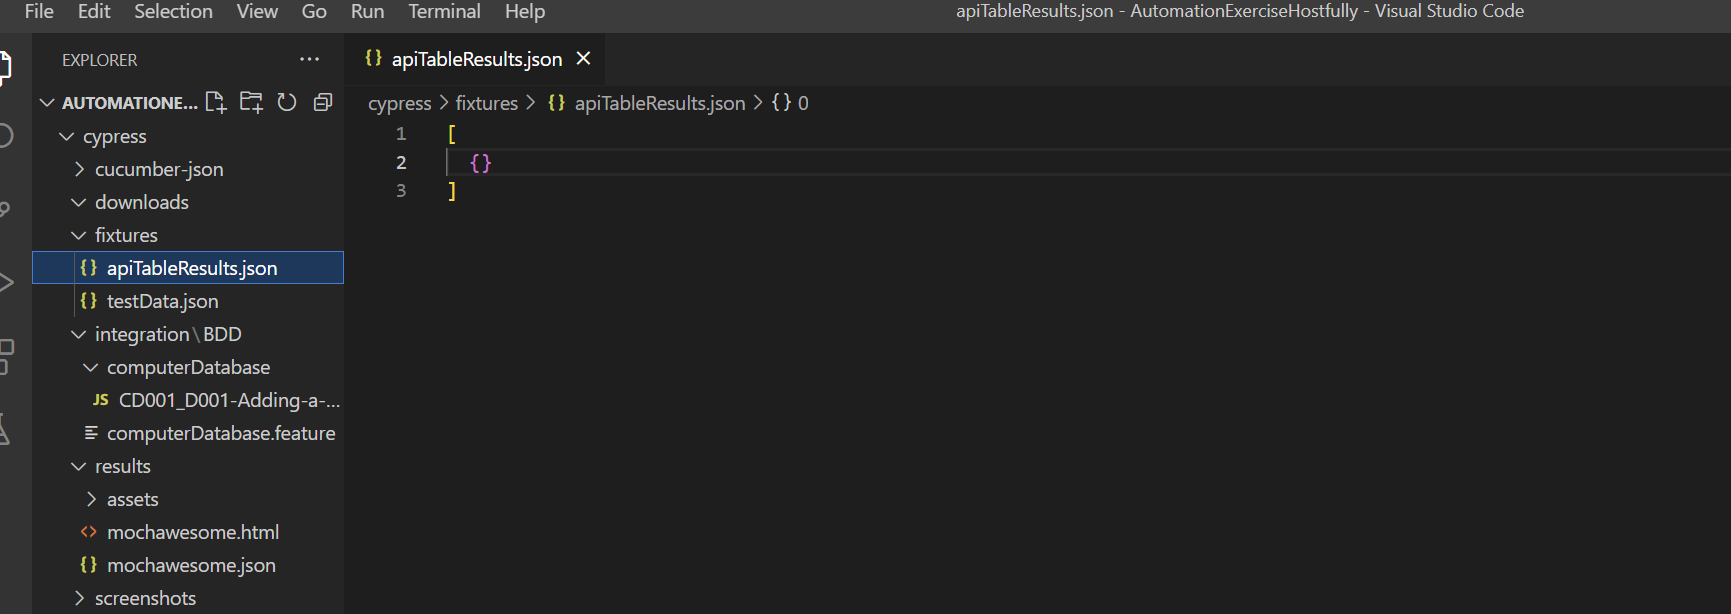 File Edit Selection View Go Run Terminal Help apiTableResults.json - AutomationExerciseHostfully - Visual Studio Code
EXPLORER ...
AUTOMATIONE...
cypress
cucumber-json
downloads
fixtures
{} apiTableResults.json
{} testData.json
integration\BDD
computerDatabase
JS CD001_D001-Adding-a-...
computerDatabase.feature
results
assets
<> mochawesome.html
{} mochawesome.json
screenshots
{} apiTableResults.json
cypress > fixtures > {} apiTableResults.json > {} 0
1 [
2 {}
3 ]